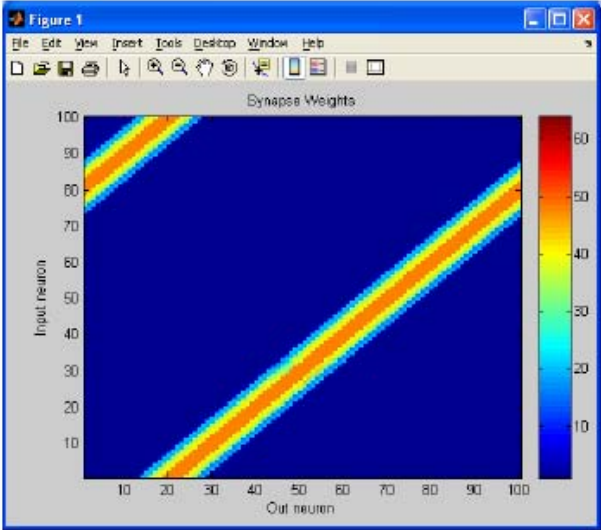 Figure 1
File Edit View Insert Tools Desktop Window Help
Synapse Weights
100
90
80
70
60
50
40
30
20
10
Input neuron
10 20 30 40 50 60 70 80 90 100
Out neuron
60
50
40
30
20
10